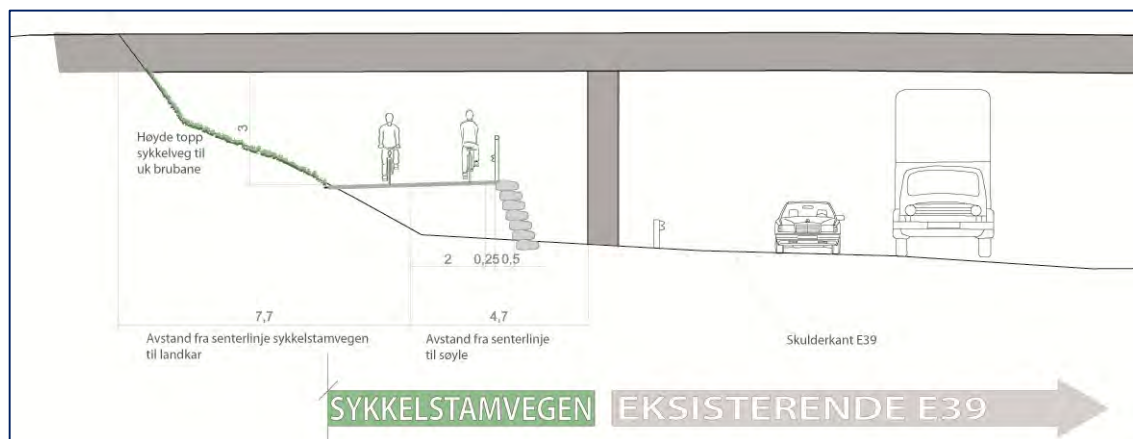 Høyde topp
sykkelveg til
uk brubane
3
2
0,25
0,5
7,7
4,7
Avstand fra senterlinje sykkelstamvegen
til landkar
Avstand fra senterlinje
til søyle
Skulderkant E39
SYKKELSTAMVEGEN
EKSISTERENDE E39